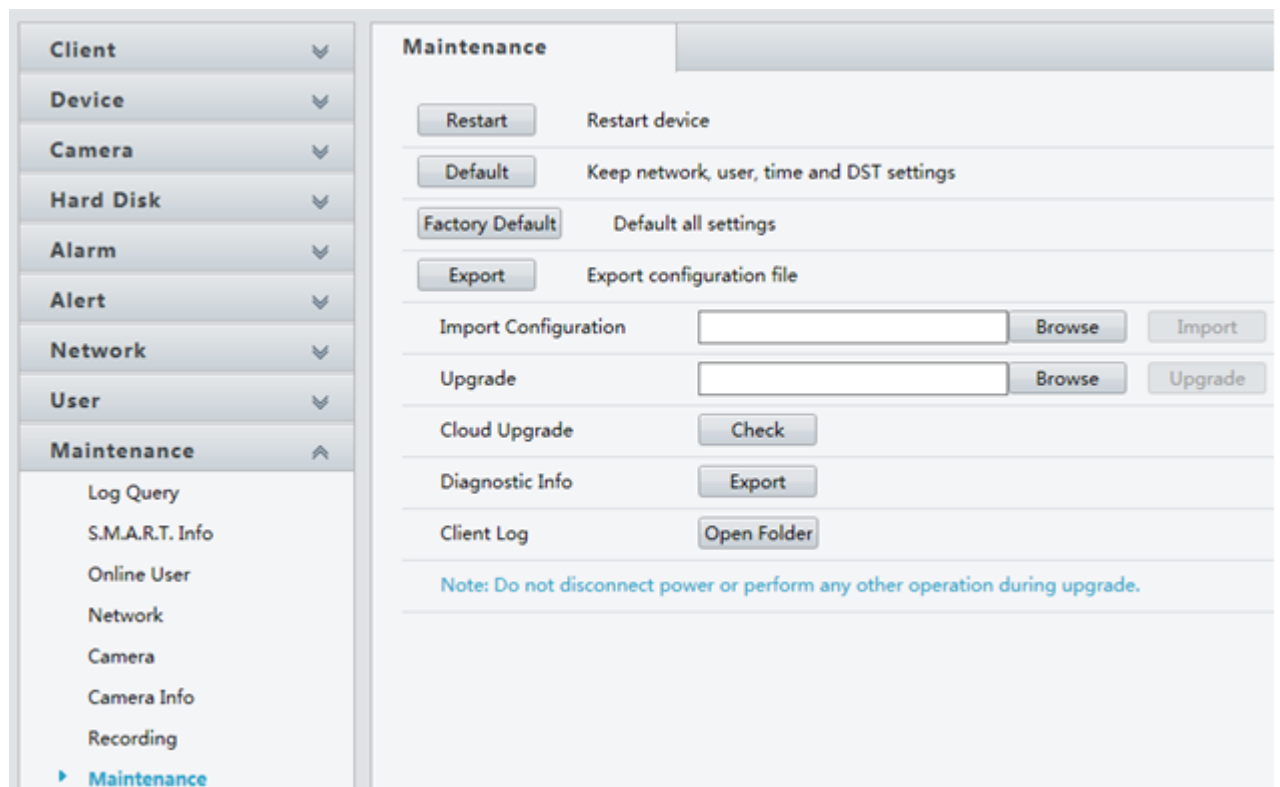 Client
Device
Camera
Hard Disk
Alarm
Alert
Network
User
Maintenance
Log Query
S.M.A.R.T. Info
Online User
Network
Camera
Camera Info
Recording
Maintenance
Maintenance
Restart Restart device
Default Keep network, user, time and DST settings
Factory Default Default all settings
Export Export configuration file
Import Configuration Browse Import
Upgrade Browse Upgrade
Cloud Upgrade Check
Diagnostic Info Export
Client Log Open Folder
Note: Do not disconnect power or perform any other operation during upgrade.